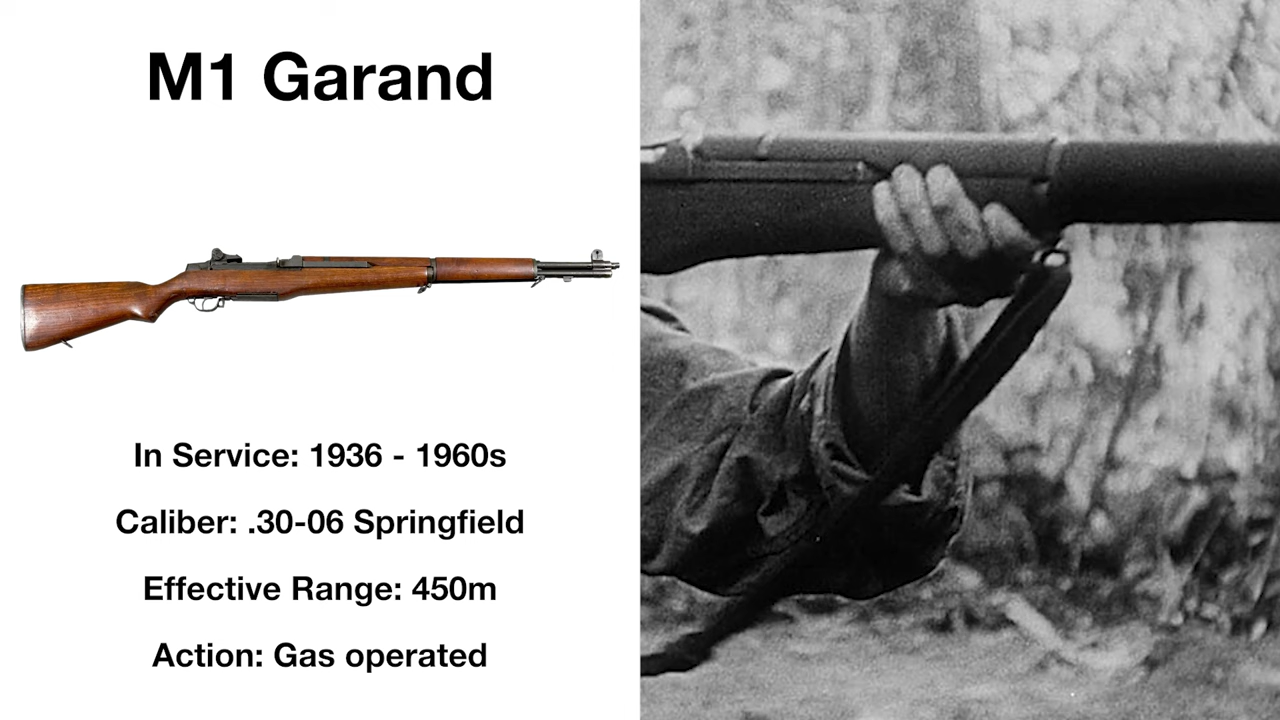 M1 Garand
In Service: 1936 - 1960s
Caliber: .30-06 Springfield
Effective Range: 450m
Action: Gas operated